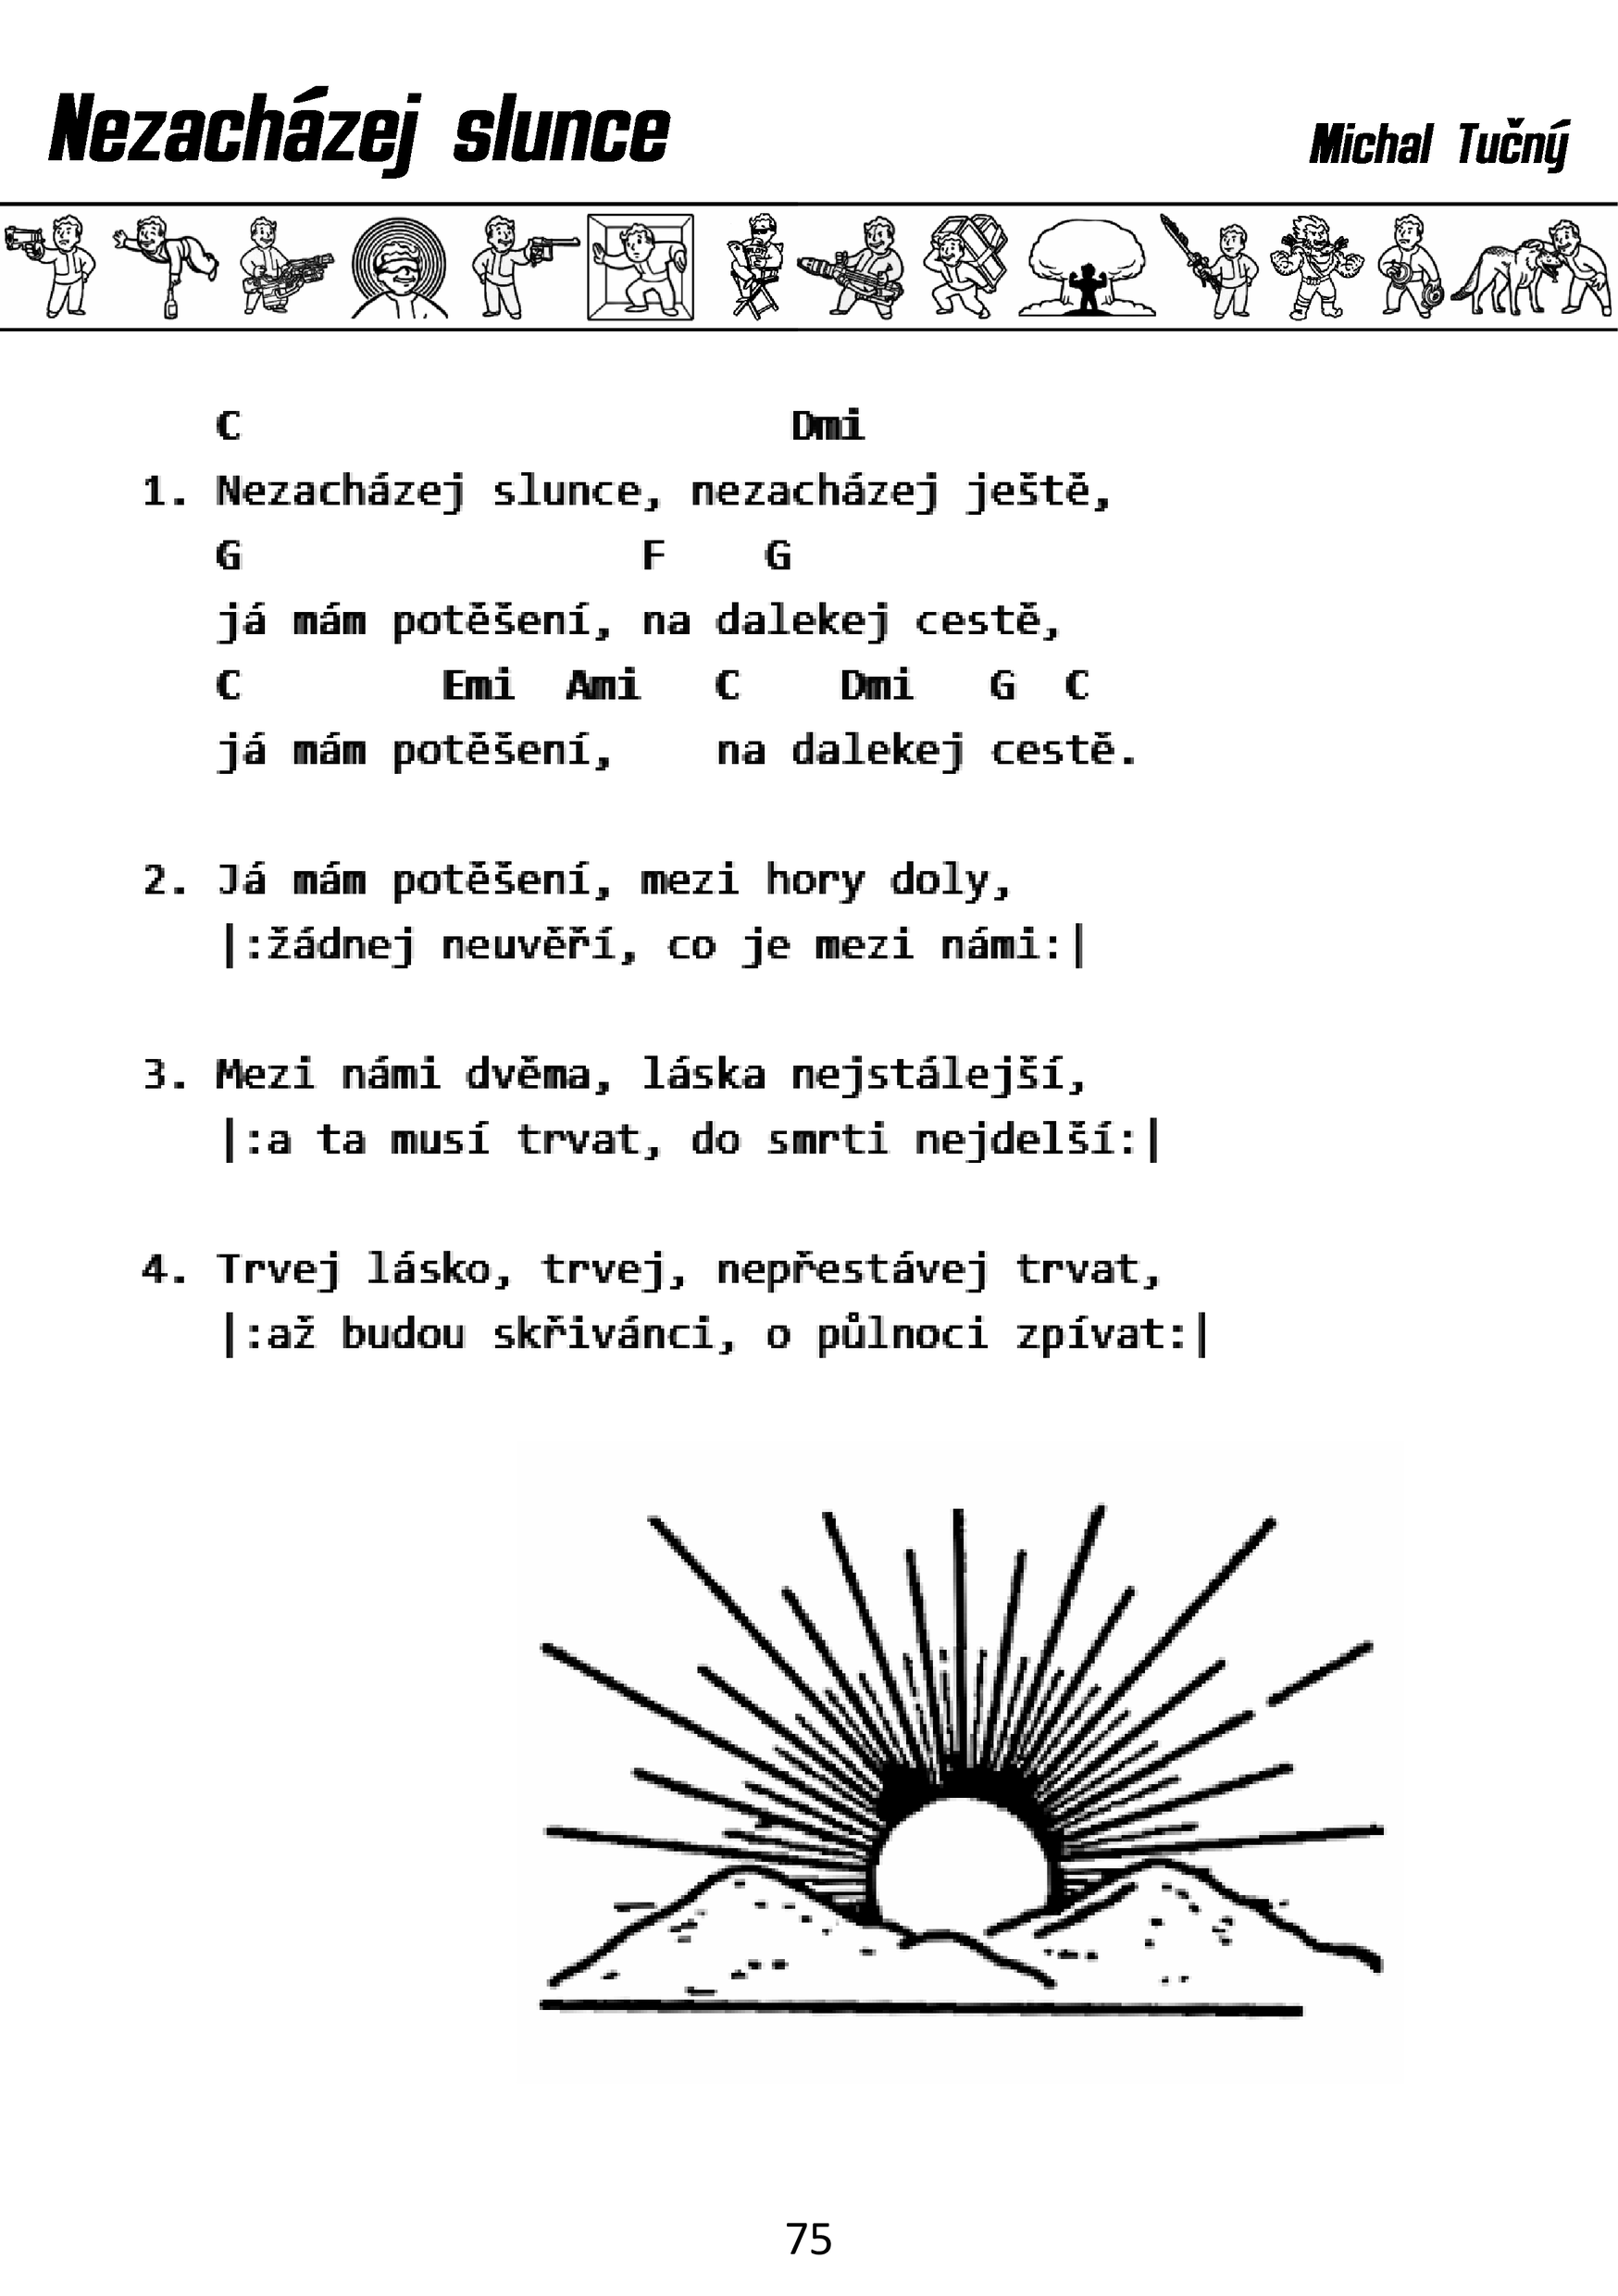 Nezacházej slunce
Michal Tučný
C Dmi
1. Nezacházej slunce, nezacházej ještě,
G F G
já mám potěšení, na dalekej cestě,
C Emi Ami C Dmi G C
já mám potěšení, na dalekej cestě.
2. Já mám potěšení, mezi hory doly,
|:žádnej neuvěří, co je mezi námi:|
3. Mezi námi dvěma, láska nejstálejší,
|:a ta musí trvat, do smrti nejdelší:|
4. Trvej lásko, trvej, nepřestávej trvat,
|:až budou skřivánci, o půlnoci zpívat:|
75